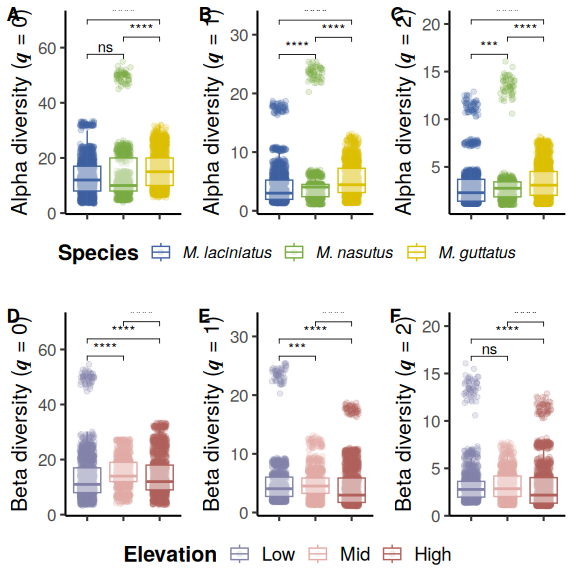 A
B
C
Alpha diversity (q = 0)
Alpha diversity (q = 1)
Alpha diversity (q = 2)
****
ns
****
****
****
****
***
60
40
20
0
30
20
10
0
20
15
10
5
Species
M. laciniatus
M. nasutus
M. guttatus
D
E
F
Beta diversity (q = 0)
Beta diversity (q = 1)
Beta diversity (q = 2)
****
****
****
***
****
ns
60
40
20
0
30
20
10
0
20
15
10
5
0
Elevation
Low
Mid
High